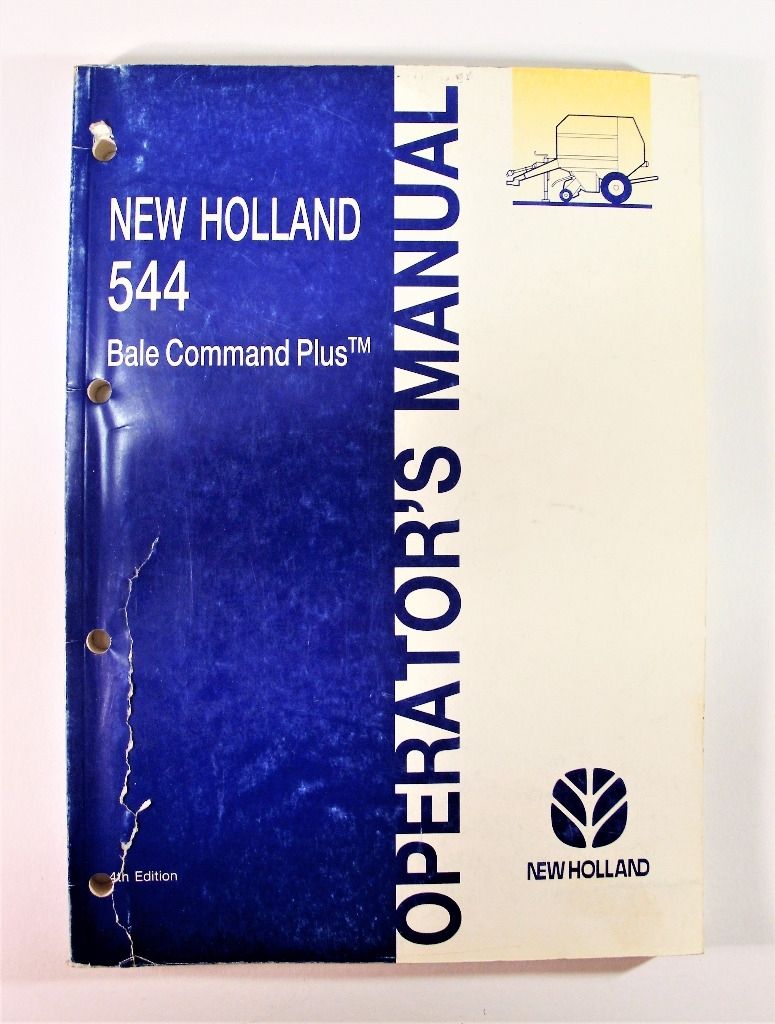 NEW HOLLAND
544
Bale Command Plus™
4th Edition
OPERATOR'S MANUAL
NEW HOLLAND